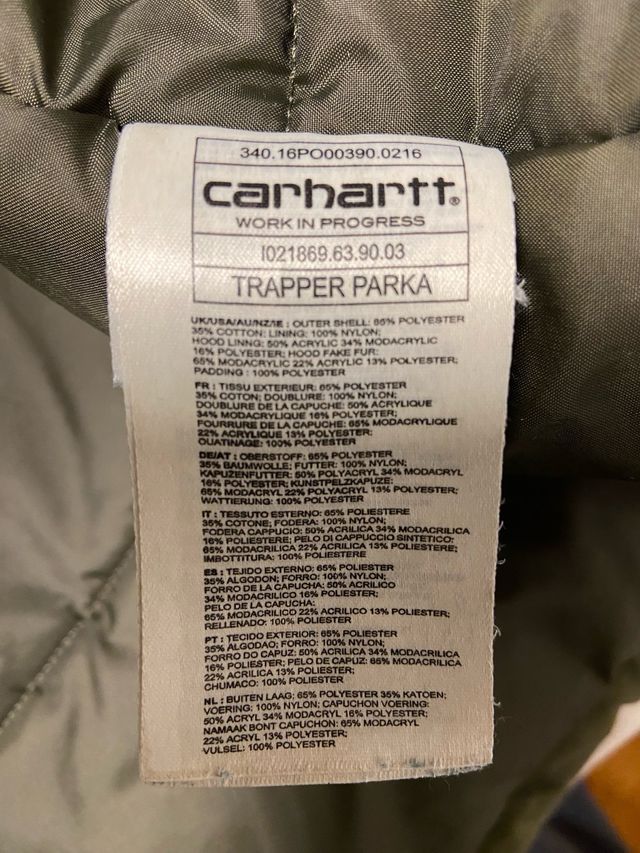 340.16PO00390.0216
carhartt®
WORK IN PROGRESS
I021869.63.90.03
TRAPPER PARKA
UK/USA/AU/NZ/IE : OUTER SHELL: 65% POLYESTER
35% COTTON: LINING: 100% NYLON;
HOOD LINNG: 50% ACRYLIC 34% MODACRYLIC
16% POLYESTER; HOOD FAKE FUR:
65% MODACRYLIC 22% ACRYLIC 13% POLYESTER;
PADDING : 100% POLYESTER
FR : TISSU EXTERIEUR: 65% POLYESTER
35% COTON; DOUBLURE: 100% NYLON;
DOUBLURE DE LA CAPUCHE: 50% ACRYLIQUE
34% MODACRYLIQUE 16% POLYESTER;
FOURRURE DE LA CAPUCHE: 65% MODACRYLIQUE
22% ACRYLIQUE 13% POLYESTER;
OUATINAGE: 100% POLYESTER
DE/AT : OBERSTOFF: 65% POLYESTER
35% BAUMWOLLE; FUTTER: 100% NYLON;
KAPUZENFUTTER: 50% POLYACRYL 34% MODACRYL
16% POLYESTER; KUNSTPELZKAPUZE:
65% MODACRYL 22% POLYACRYL 13% POLYESTER;
WATTIERUNG: 100% POLYESTER
IT : TESSUTO ESTERNO: 65% POLIESTERE
35% COTONE; FODERA: 100% NYLON;
FODERA CAPPUCIO: 50% ACRILICA 34% MODACRILICA
16% POLIESTERE; PELO DI CAPPUCCIO SINTETICO:
65% MODACRILICA 22% ACRILICA 13% POLIESTERE;
IMBOTTITURA: 100% POLIESTERE
ES : TEJIDO EXTERNO: 65% POLIESTER
35% ALGODON; FORRO: 100% NYLON;
FORRO DE LA CAPUCHA: 50% ACRILICO
34% MODACRILICO 16% POLIESTER;
PELO DE LA CAPUCHA:
65% MODACRILICO 22% ACRILICO 13% POLIESTER;
RELLENADO: 100% POLIESTER
PT : TECIDO EXTERIOR: 65% POLIESTER
35% ALGODAO; FORRO: 100% NYLON;
FORRO DO CAPUZ: 50% ACRILICA 34% MODACRILICA
16% POLIESTER; PELO DE CAPUZ: 65% MODACRILICA
22% ACRILICA 13% POLIESTER;
CHUMACO: 100% POLIESTER
NL : BUITEN LAAG: 65% POLYESTER 35% KATOEN;
VOERING: 100% NYLON; CAPUCHON VOERING:
50% ACRYL 34% MODACRYL 16% POLYESTER;
NAMAAK BONT CAPUCHON: 65% MODACRYL
22% ACRYL 13% POLYESTER;
VULSEL: 100% POLYESTER